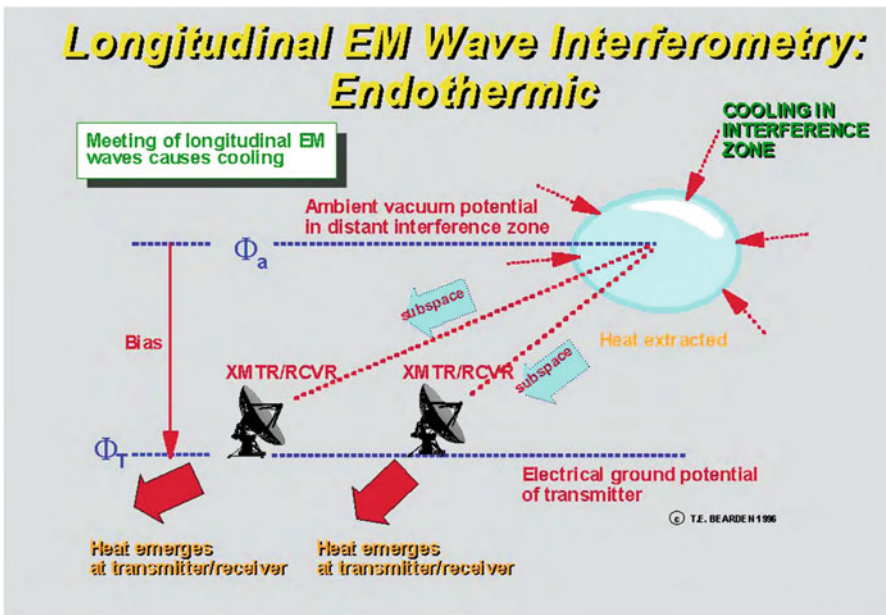 Longitudinal EM Wave Interferometry:
Endothermic
COOLING IN
INTERFERENCE
ZONE
Meeting of longitudinal EM
waves causes cooling
Ambient vacuum potential
in distant interference zone
Φa
subspace
Bias
Heat extracted
XMTR/RCVR
XMTR/RCVR
subspace
ΦT
Electrical ground potential
of transmitter
© T.E. BEARDEN 1996
Heat emerges
at transmitter/receiver
Heat emerges
at transmitter/receiver